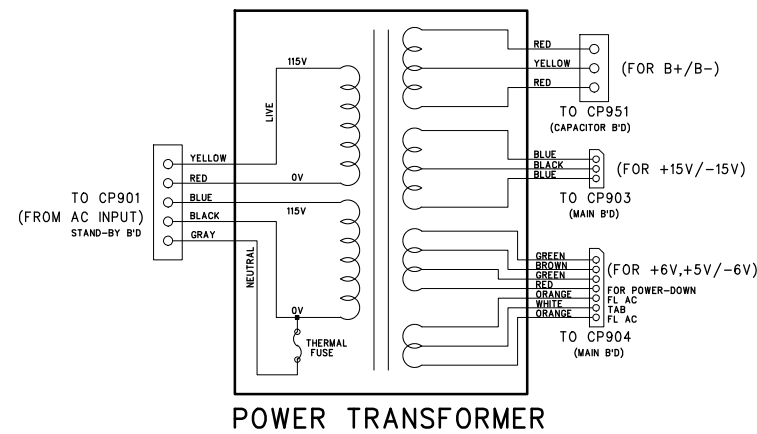 115V
LIVE
YELLOW
RED
0V
BLUE
115V
BLACK
GRAY
NEUTRAL
0V
THERMAL
FUSE
TO CP901
(FROM AC INPUT)
STAND-BY B'D
RED
YELLOW
RED
(FOR B+/B-)
TO CP951
(CAPACITOR B'D)
BLUE
BLACK
BLUE
(FOR +15V/-15V)
TO CP903
(MAIN B'D)
GREEN
BROWN
GREEN
RED
ORANGE
WHITE
ORANGE
(FOR +6V,+5V/-6V)
FOR POWER-DOWN
FL AC
TAB
FL AC
TO CP904
(MAIN B'D)
POWER TRANSFORMER